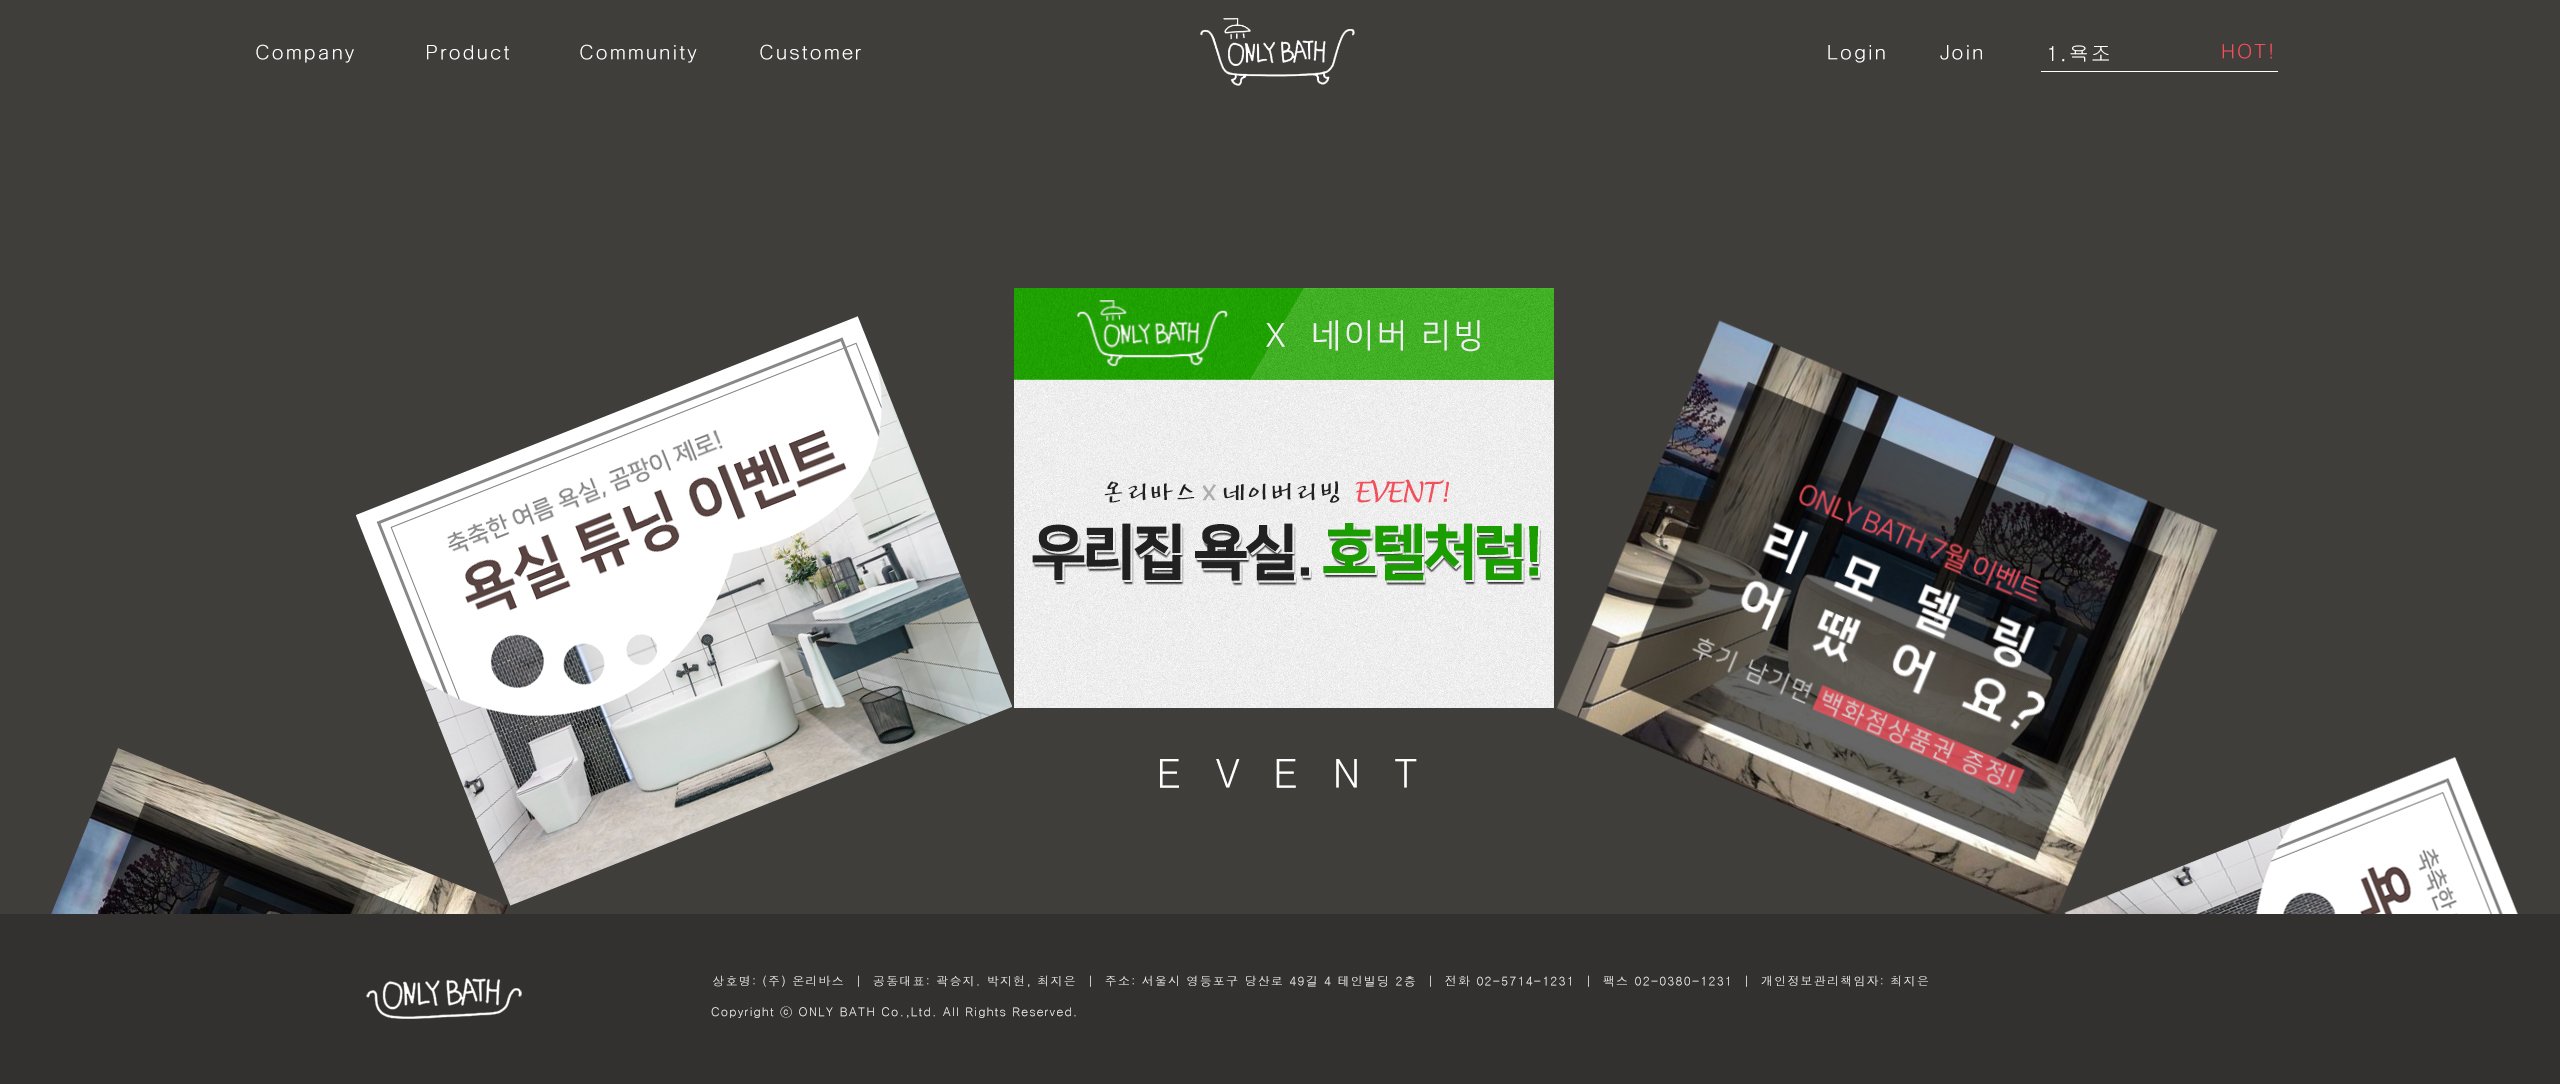 Company
Product
Community
Customer
ONLY BATH
Login
Join
1.욕조
HOT!
ONLY BATH X 네이버 리빙
온리바스 X 네이버리빙 EVENT!
우리집 욕실. 호텔처럼!
축축한 여름 욕실, 곰팡이 제로!
욕실 튜닝 이벤트
ONLY BATH 7월 이벤트
리모델링
어땠어요?
후기 남기면 백화점상품권 증정!
EVENT
축축한
욕
ONLY BATH
상호명: (주) 온리바스 | 공동대표: 곽승지. 박지현, 최지은 | 주소: 서울시 영등포구 당산로 49길 4 테인빌딩 2층 | 전화 02-5714-1231 | 팩스 02-0380-1231 | 개인정보관리책임자: 최지은
Copyright ⓒ ONLY BATH Co.,Ltd. All Rights Reserved.